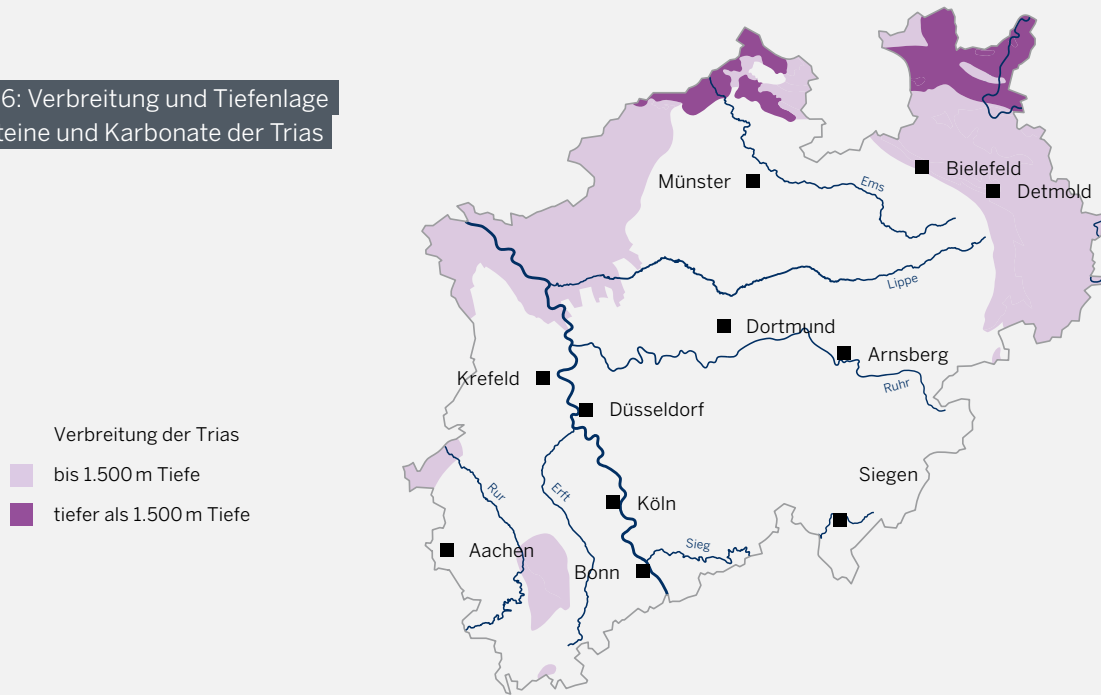 6: Verbreitung und Tiefenlage
teine und Karbonate der Trias
Bielefeld
Detmold
Münster
Ems
Lippe
Dortmund
Arnsberg
Krefeld
Ruhr
Düsseldorf
Verbreitung der Trias
bis 1.500 m Tiefe
tiefer als 1.500 m Tiefe
Siegen
Rur
Erft
Köln
Sieg
Aachen
Bonn